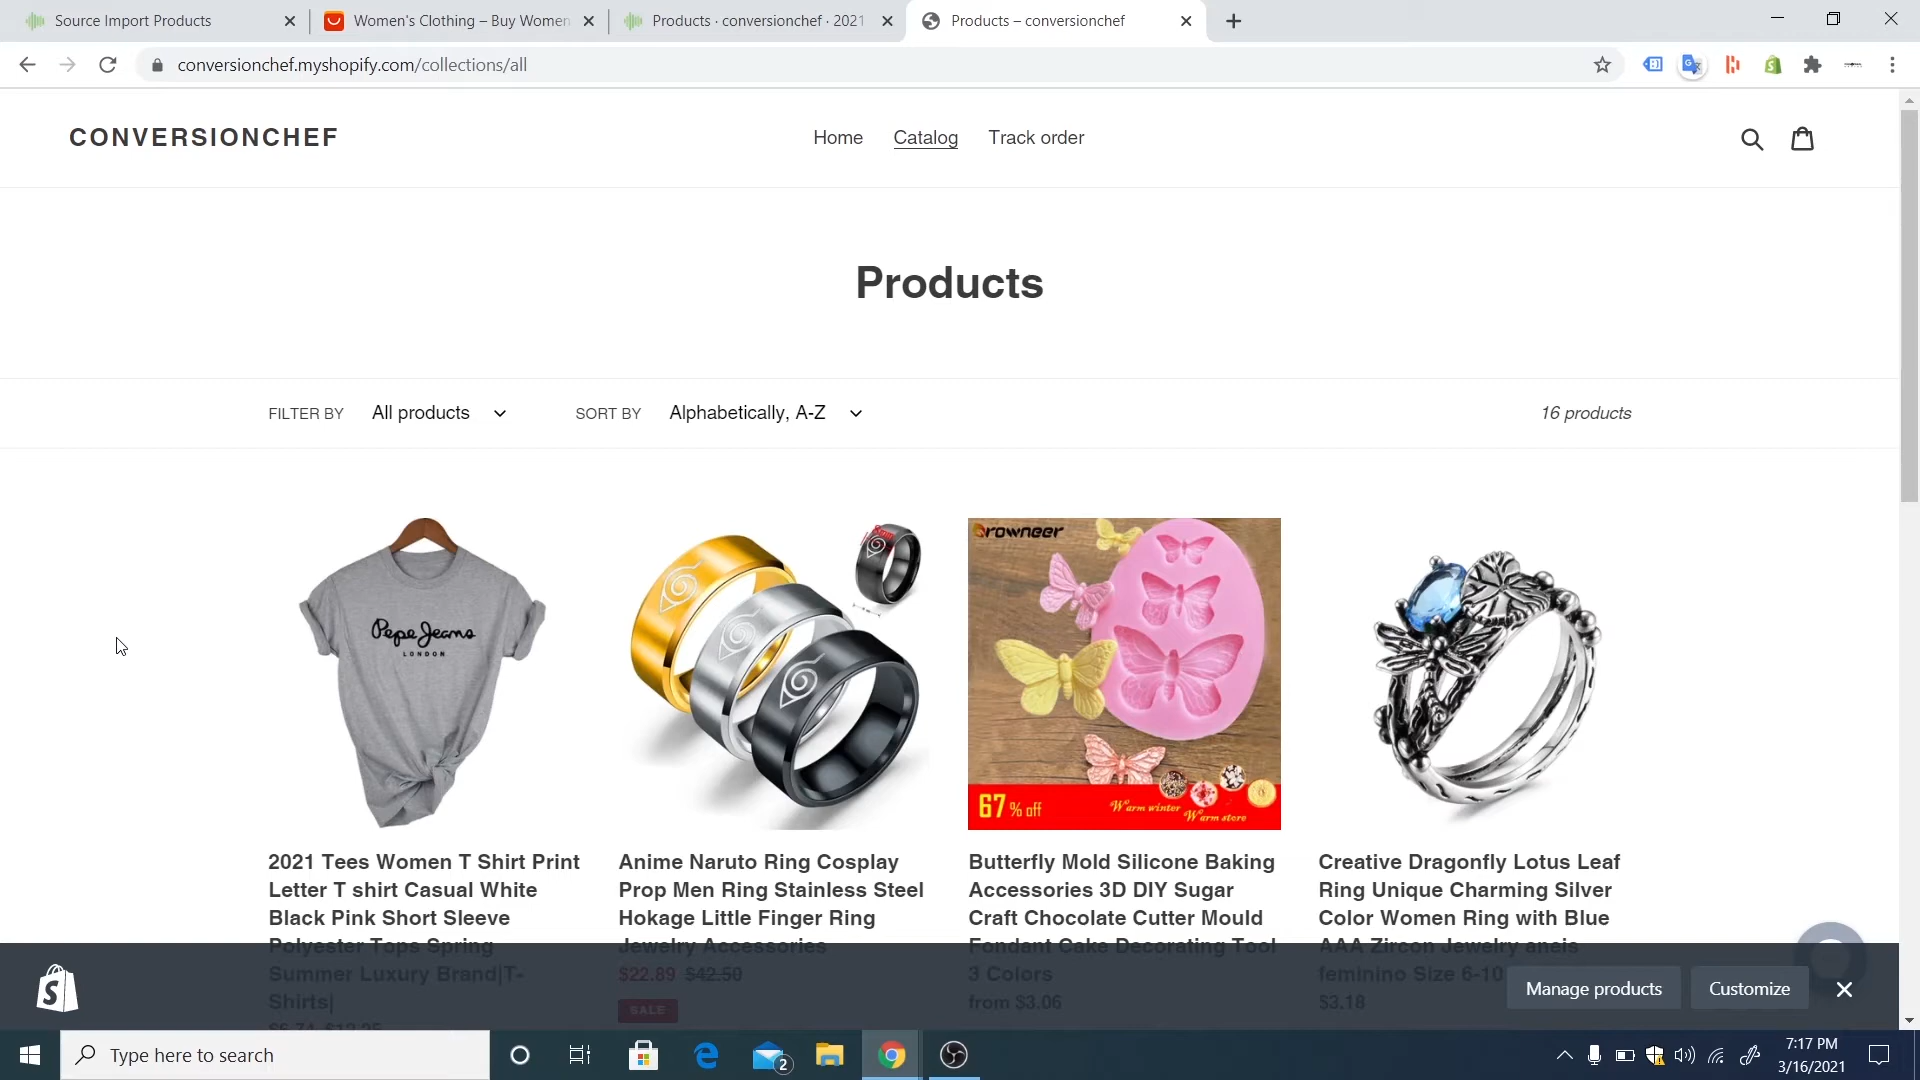 Source Import Products
Women's Clothing – Buy Women
Products · conversionchef · 2021
Products – conversionchef
conversionchef.myshopify.com/collections/all
CONVERSIONCHEF
Home
Catalog
Track order
Products
FILTER BY
All products
SORT BY
Alphabetically, A-Z
16 products
Pepe Jeans
LONDON
rowneer
67% off
Warm winter
Warm store
2021 Tees Women T Shirt Print
Letter T shirt Casual White
Black Pink Short Sleeve
Polyester Tops Spring
Summer Luxury Brand|T-
Shirts|
$6.74 $12.25
Anime Naruto Ring Cosplay
Prop Men Ring Stainless Steel
Hokage Little Finger Ring
Jewelry Accessories
$22.89 $42.50
SALE
Butterfly Mold Silicone Baking
Accessories 3D DIY Sugar
Craft Chocolate Cutter Mould
Fondant Cake Decorating Tool
3 Colors
from $3.06
Creative Dragonfly Lotus Leaf
Ring Unique Charming Silver
Color Women Ring with Blue
AAA Zircon Jewelry aneis
feminino Size 6-10
$3.18
Manage products
Customize
Type here to search
2
7:17 PM
3/16/2021